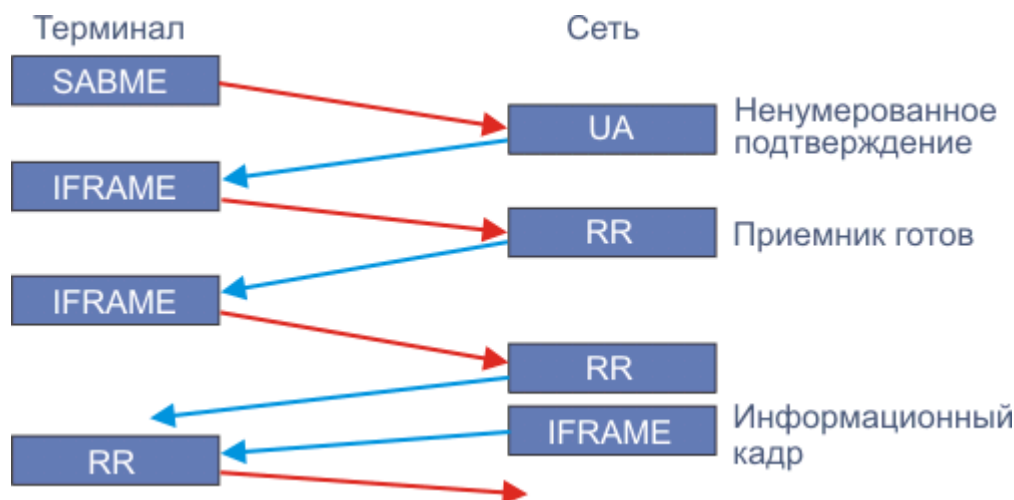 Терминал
Сеть
SABME
UA
Ненумерованное
подтверждение
IFRAME
RR
Приемник готов
IFRAME
RR
IFRAME
Информационный
кадр
RR